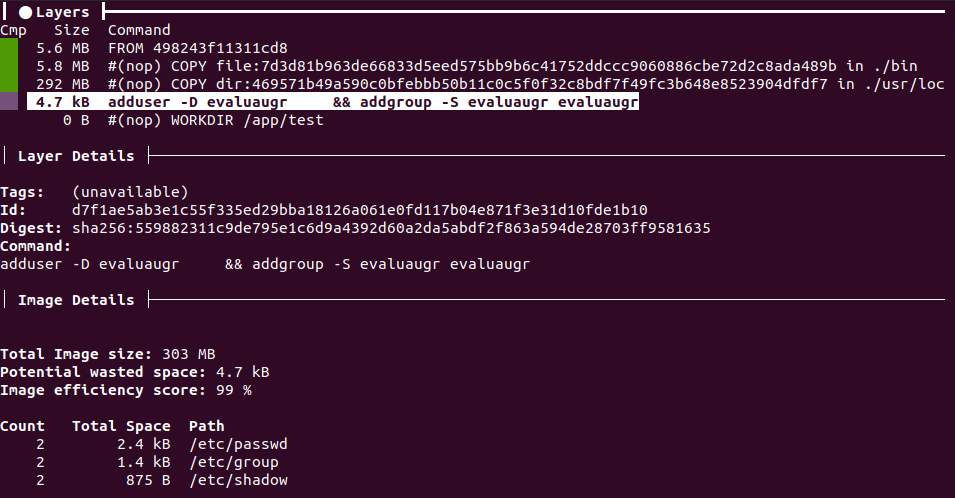 Layers
Cmp Size Command
5.6 MB FROM 498243f11311cd8
5.8 MB #(nop) COPY file:7d3d81b963de66833d5eed575bb9b6c41752ddccc9060886cbe72d2c8ada489b in ./bin
292 MB #(nop) COPY dir:469571b49a590c0bfebbb50b11c0c5f0f32c8bdf7f49fc3b648e8523904dfdf7 in ./usr/loc
4.7 kB adduser -D evaluaugr && addgroup -S evaluaugr evaluaugr
0 B #(nop) WORKDIR /app/test
Layer Details
Tags: (unavailable)
Id: d7f1ae5ab3e1c55f335ed29bba18126a061e0fd117b04e871f3e31d10fde1b10
Digest: sha256:559882311c9de795e1c6d9a4392d60a2da5abdf2f863a594de28703ff9581635
Command:
adduser -D evaluaugr && addgroup -S evaluaugr evaluaugr
Image Details
Total Image size: 303 MB
Potential wasted space: 4.7 kB
Image efficiency score: 99 %
Count Total Space Path
2 2.4 kB /etc/passwd
2 1.4 kB /etc/group
2 875 B /etc/shadow